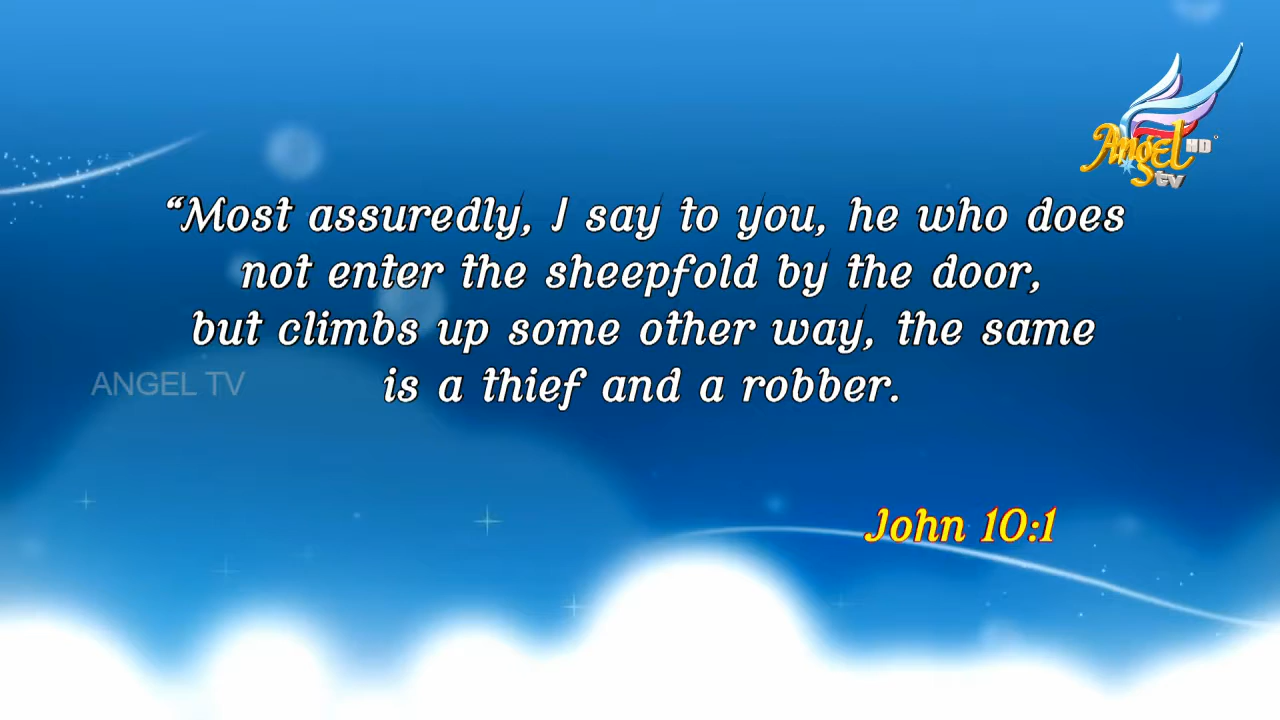 Angel HD
tv
“Most assuredly, I say to you, he who does
not enter the sheepfold by the door,
but climbs up some other way, the same
is a thief and a robber.
ANGEL TV
John 10:1